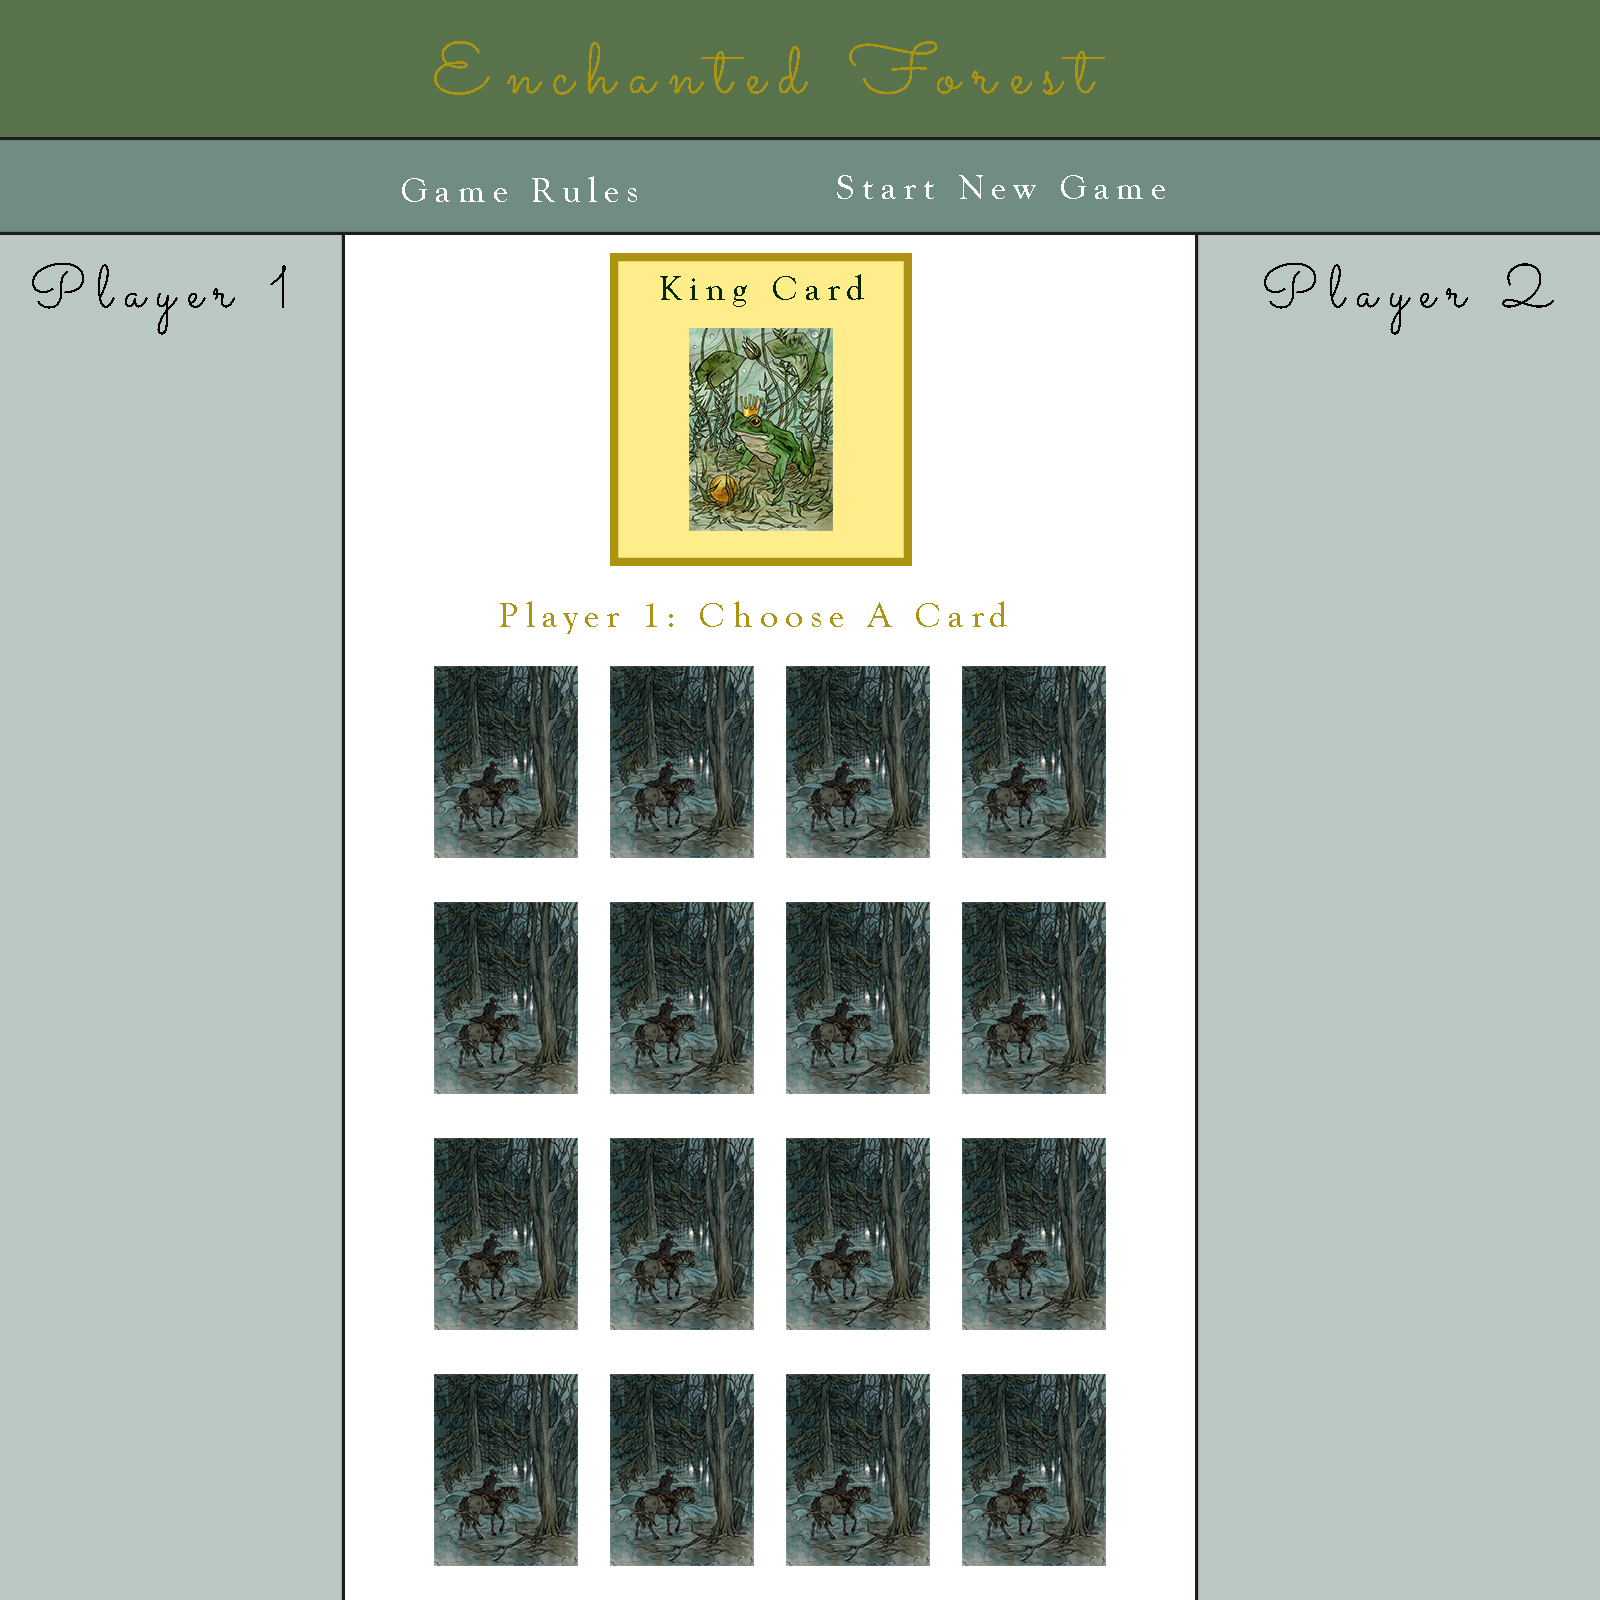 Enchanted Forest
Game Rules
Start New Game
Player 1
King Card
Player 2
Player 1: Choose A Card